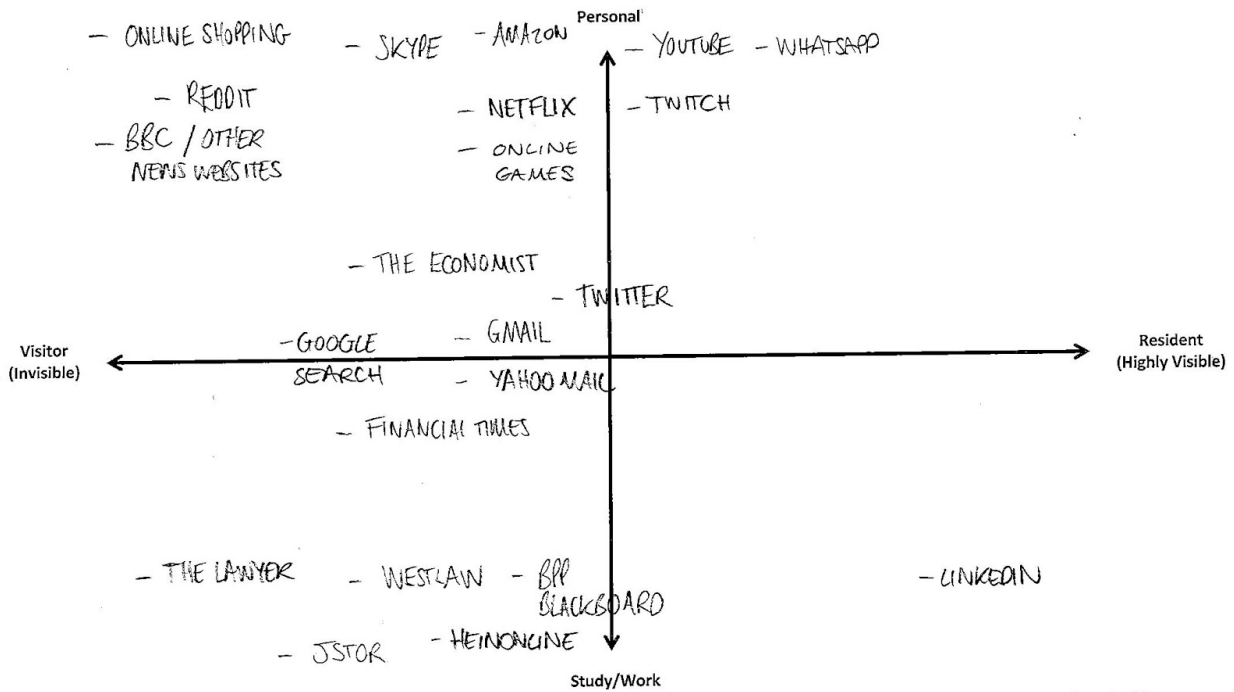 Personal
- ONLINE SHOPPING
- SKYPE
- AMAZON
- YOUTUBE
- WHATSAPP
- REDDIT
- NETFLIX
- TWITCH
- BBC / OTHER
NEWS WEBSITES
- ONLINE
GAMES
- THE ECONOMIST
- TWITTER
- GOOGLE
SEARCH
- GMAIL
- YAHOO MAIL
Visitor
(Invisible)
Resident
(Highly Visible)
- FINANCIAL TIMES
- THE LAWYER
- WESTLAW
- BPP
BLACKBOARD
- LINKEDIN
- JSTOR
- HEINONLINE
Study/Work